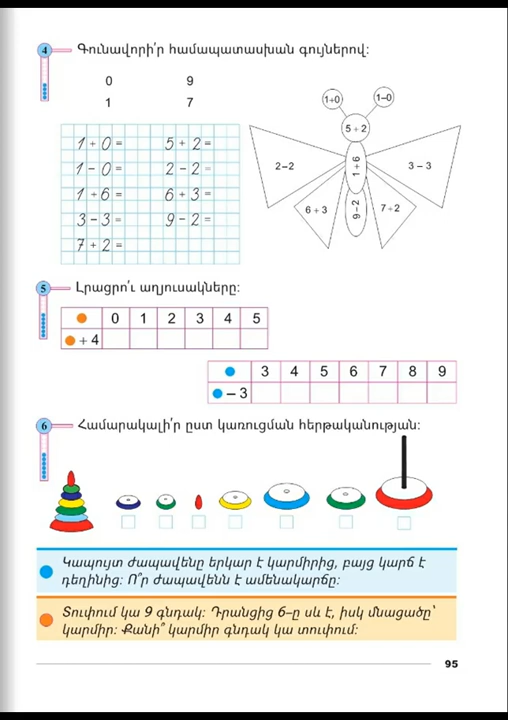 4 Գունավորի՛ր համապատասխան գույներով:
0 9
1 7
1 + 0 = 5 + 2 =
1 - 0 = 2 - 2 =
1 + 6 = 6 + 3 =
3 - 3 = 9 - 2 =
7 + 2 =
1+0 1–0
5 + 2
2 – 2 1 + 6 3 – 3
6 + 3 9 – 2 7 + 2
5 Լրացրո՛ւ աղյուսակները:
0 1 2 3 4 5
+ 4
3 4 5 6 7 8 9
– 3
6 Համարակալի՛ր ըստ կառուցման հերթականության:
Կապույտ ժապավենը երկար է կարմիրից, բայց կարճ է
դեղինից: Ո՞ր ժապավենն է ամենակարճը:
Տուփում կա 9 գնդակ: Դրանցից 6–ը սև է, իսկ մնացածը՝
կարմիր: Քանի՞ կարմիր գնդակ կա տուփում:
95